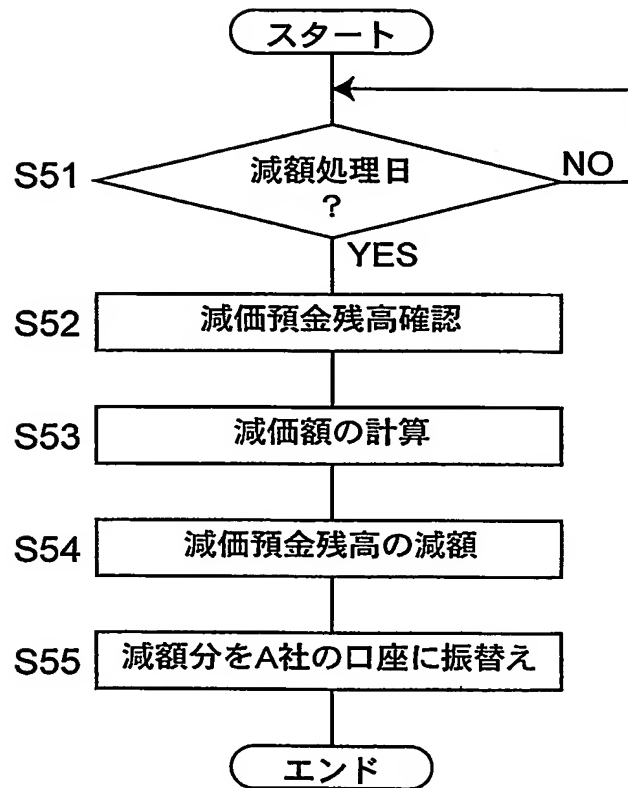 スタート
S51
減額処理日
?
NO
YES
S52
減価預金残高確認
S53
減価額の計算
S54
減価預金残高の減額
S55
減額分をA社の口座に振替え
エンド